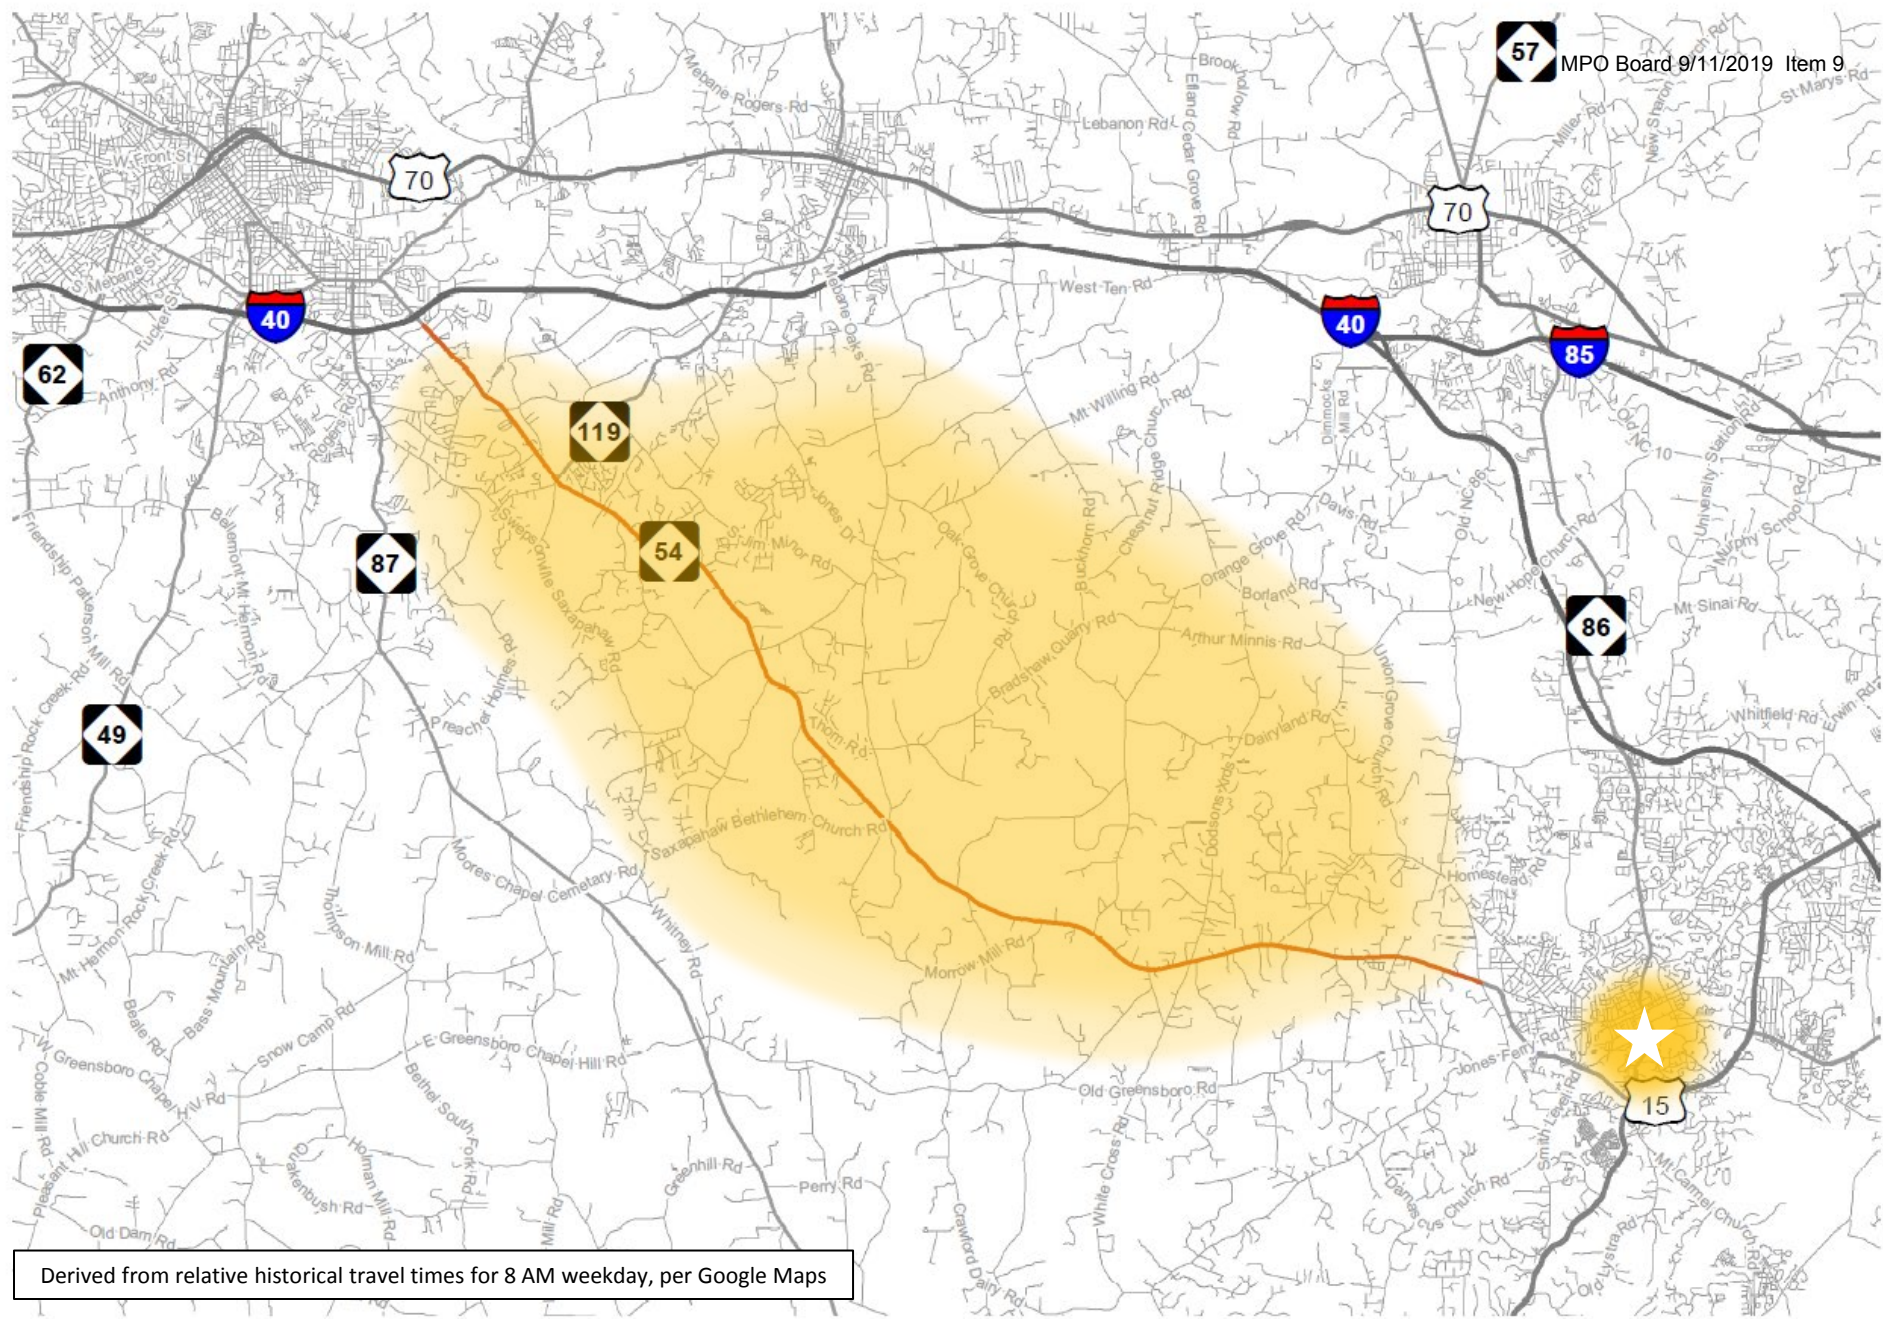 57
MPO Board 9/11/2019 Item 9
New Sharon Church Rd
St Marys Rd
Miller Rd
Mebane Rogers Rd
Brookhollow Rd
Lebanon Rd
Efland Cedar Grove Rd
W Front St
70
70
S Mebane St
Tucker St
40
Mebane Oaks Rd
West Ten Rd
40
85
62
Anthony Rd
Rogers Rd
119
Mt Willing Rd
Dimmocks Mill Rd
Old NC 10
University Station Rd
Chestnut Ridge Church Rd
Friendship Patterson Mill Rd
Bellemont Mt Hermon Rd
Swepsonville Saxapahaw Rd
87
54
Jones Dr
S Jim Minor Rd
Oak Grove Church Rd
Buckhorn Rd
Davis Rd
Orange Grove Rd
Borland Rd
Old NC 86
New Hope Church Rd
Murphy School Rd
86
Mt Sinai Rd
Bradshaw Quarry Rd
Arthur Minnis Rd
Union Grove Church Rd
Preacher Holmes Rd
49
Friendship Rock Creek Rd
Thom Rd
Dairyland Rd
Whitfield Rd
Erwin Rd
Saxapahaw Bethlehem Church Rd
Dodsons Xrds
Homestead Rd
Moores Chapel Cemetary Rd
Mt Hermon Rock Creek Rd
Thompson Mill Rd
Whitney Rd
Bass Mountain Rd
Beale Rd
Morrow Mill Rd
Snow Camp Rd
E Greensboro Chapel Hill Rd
W Greensboro Chapel H V Rd
Cobble Mill Rd
Bethel South Fork Rd
Old Greensboro Rd
Jones Ferry Rd
Smith Level Rd
15
Pleasant Hill Church Rd
Quakenbush Rd
Holman Mill Rd
Greenhill Rd
Perry Rd
White Cross Rd
Damascus Church Rd
Mt Carmel Church Rd
Old Dam Rd
Mill Rd
Crawford Dairy Rd
Old Lystra Rd
Derived from relative historical travel times for 8 AM weekday, per Google Maps